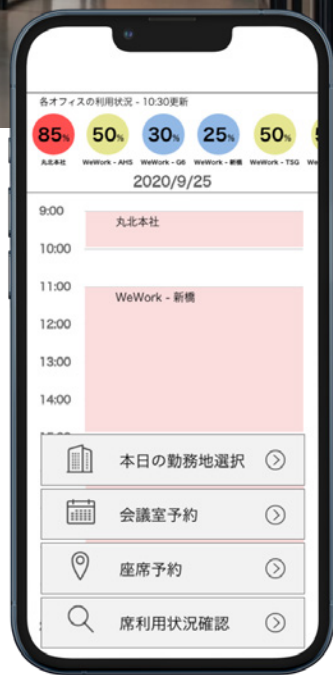 各オフィスの利用状況 - 10:30更新
85% 50% 30% 25% 50%
丸北本社 WeWork - AHS WeWork - G6 WeWork - 新橋 WeWork - TSG We
2020/9/25
9:00
丸北本社
10:00
11:00
WeWork - 新橋
12:00
13:00
14:00
本日の勤務地選択
会議室予約
座席予約
席利用状況確認